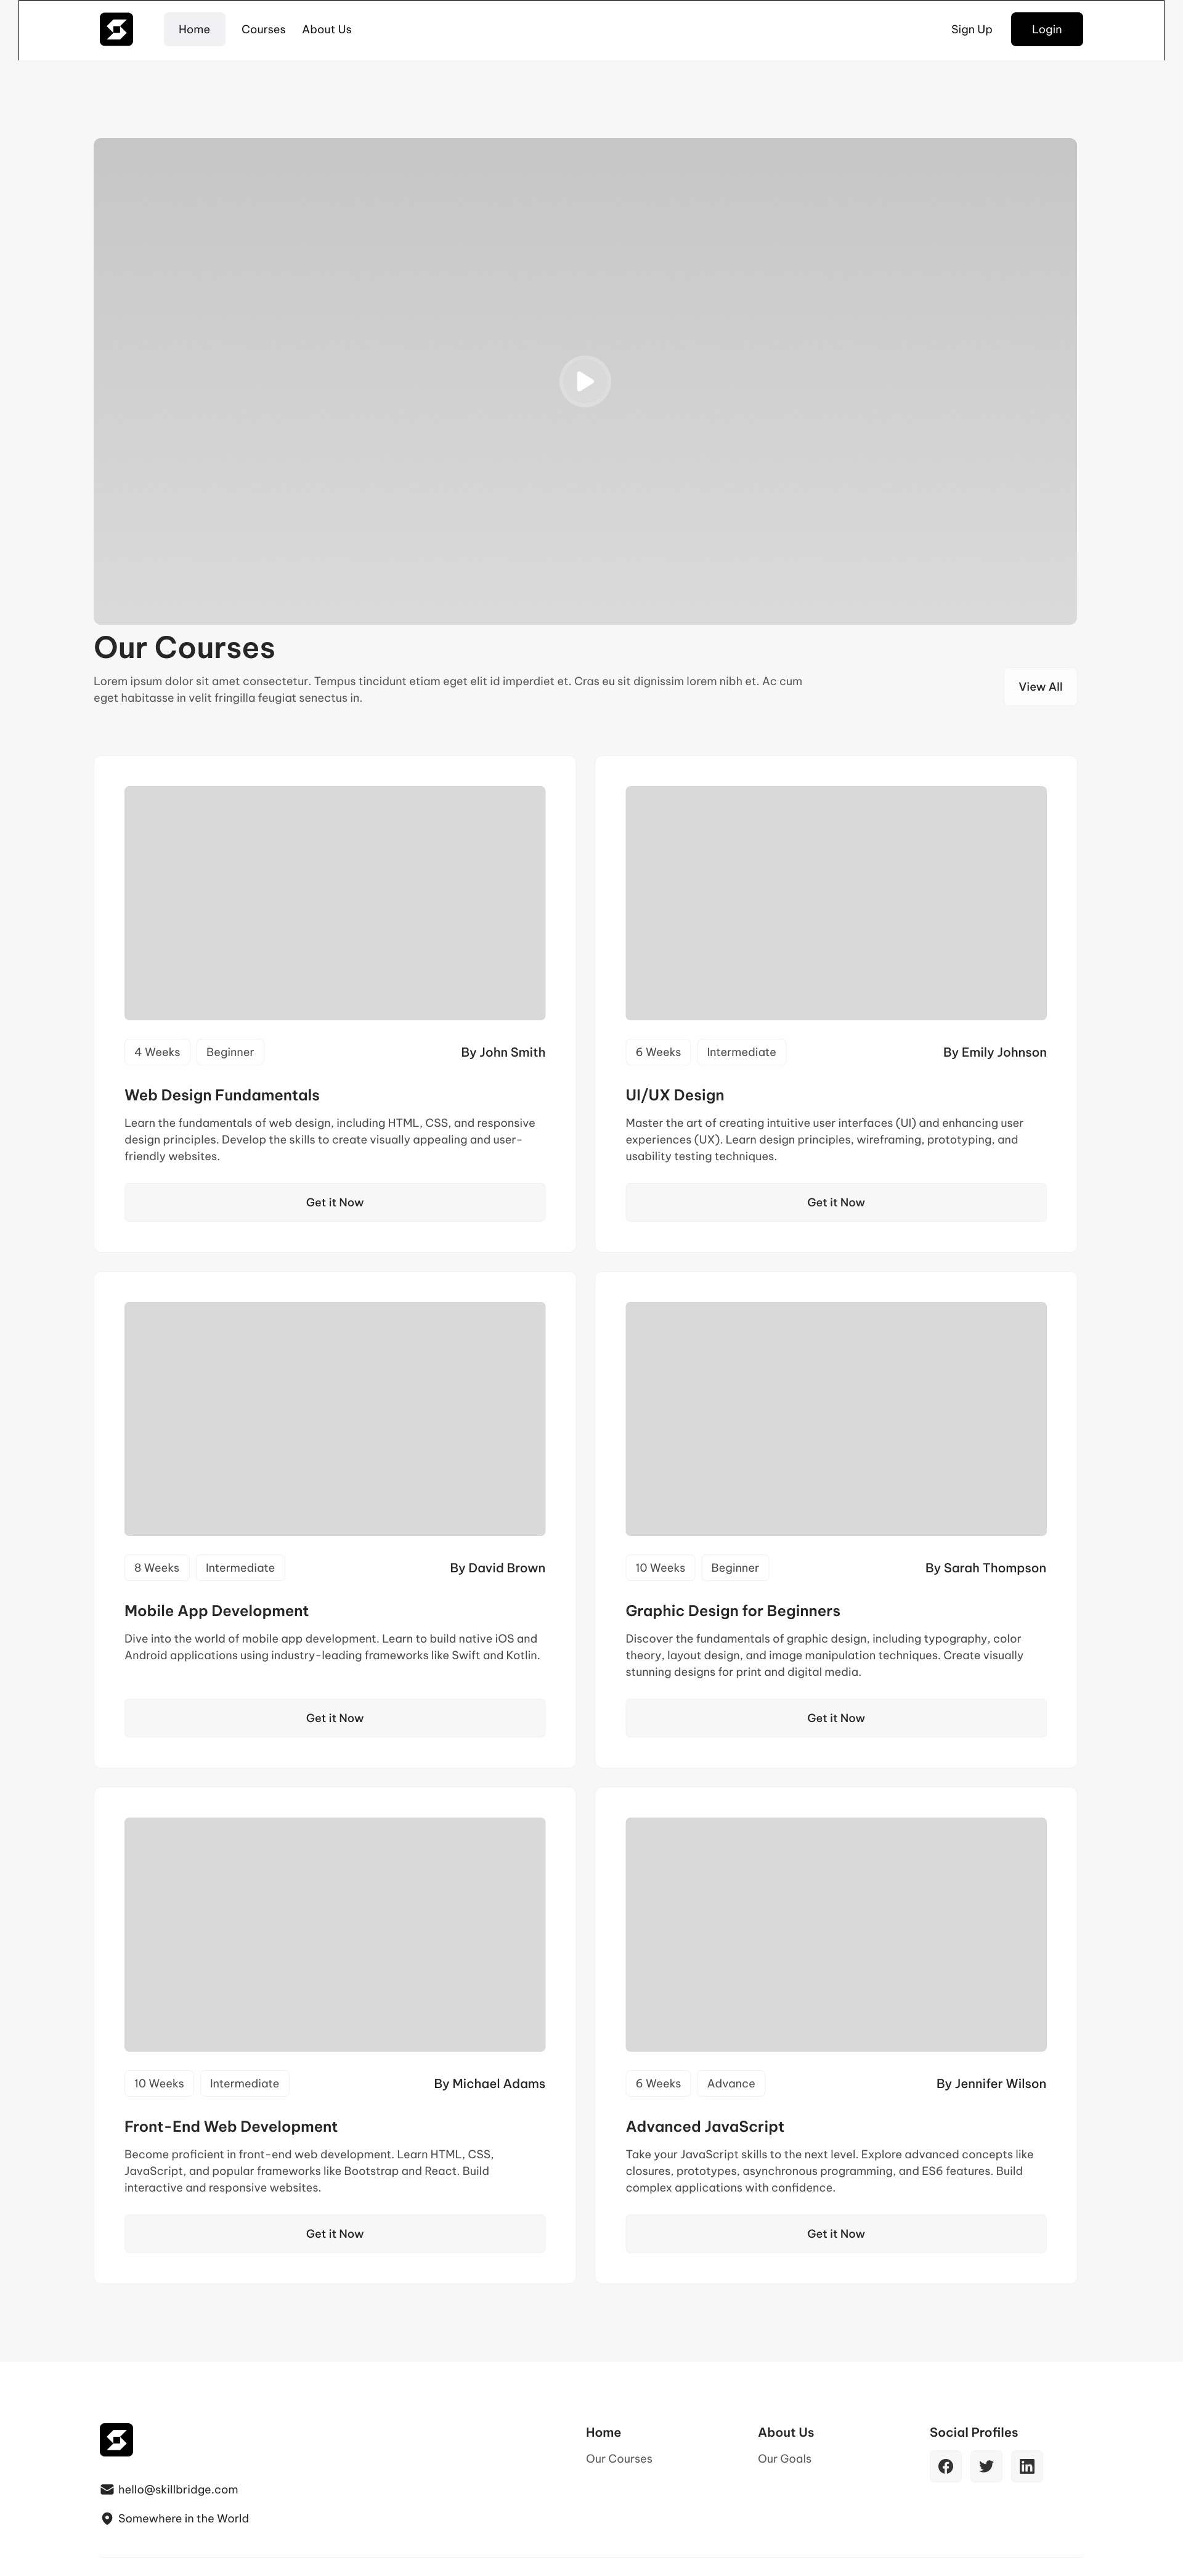 Home
Courses
About Us
Sign Up
Login
Our Courses
Lorem ipsum dolor sit amet consectetur. Tempus tincidunt etiam eget elit id imperdiet et. Cras eu sit dignissim lorem nibh et. Ac cum
eget habitasse in velit fringilla feugiat senectus in.
View All
4 Weeks
Beginner
By John Smith
Web Design Fundamentals
Learn the fundamentals of web design, including HTML, CSS, and responsive
design principles. Develop the skills to create visually appealing and user-
friendly websites.
Get it Now
6 Weeks
Intermediate
By Emily Johnson
UI/UX Design
Master the art of creating intuitive user interfaces (UI) and enhancing user
experiences (UX). Learn design principles, wireframing, prototyping, and
usability testing techniques.
Get it Now
8 Weeks
Intermediate
By David Brown
Mobile App Development
Dive into the world of mobile app development. Learn to build native iOS and
Android applications using industry-leading frameworks like Swift and Kotlin.
Get it Now
10 Weeks
Beginner
By Sarah Thompson
Graphic Design for Beginners
Discover the fundamentals of graphic design, including typography, color
theory, layout design, and image manipulation techniques. Create visually
stunning designs for print and digital media.
Get it Now
10 Weeks
Intermediate
By Michael Adams
Front-End Web Development
Become proficient in front-end web development. Learn HTML, CSS,
JavaScript, and popular frameworks like Bootstrap and React. Build
interactive and responsive websites.
Get it Now
6 Weeks
Advance
By Jennifer Wilson
Advanced JavaScript
Take your JavaScript skills to the next level. Explore advanced concepts like
closures, prototypes, asynchronous programming, and ES6 features. Build
complex applications with confidence.
Get it Now
hello@skillbridge.com
Somewhere in the World
Home
Our Courses
About Us
Our Goals
Social Profiles